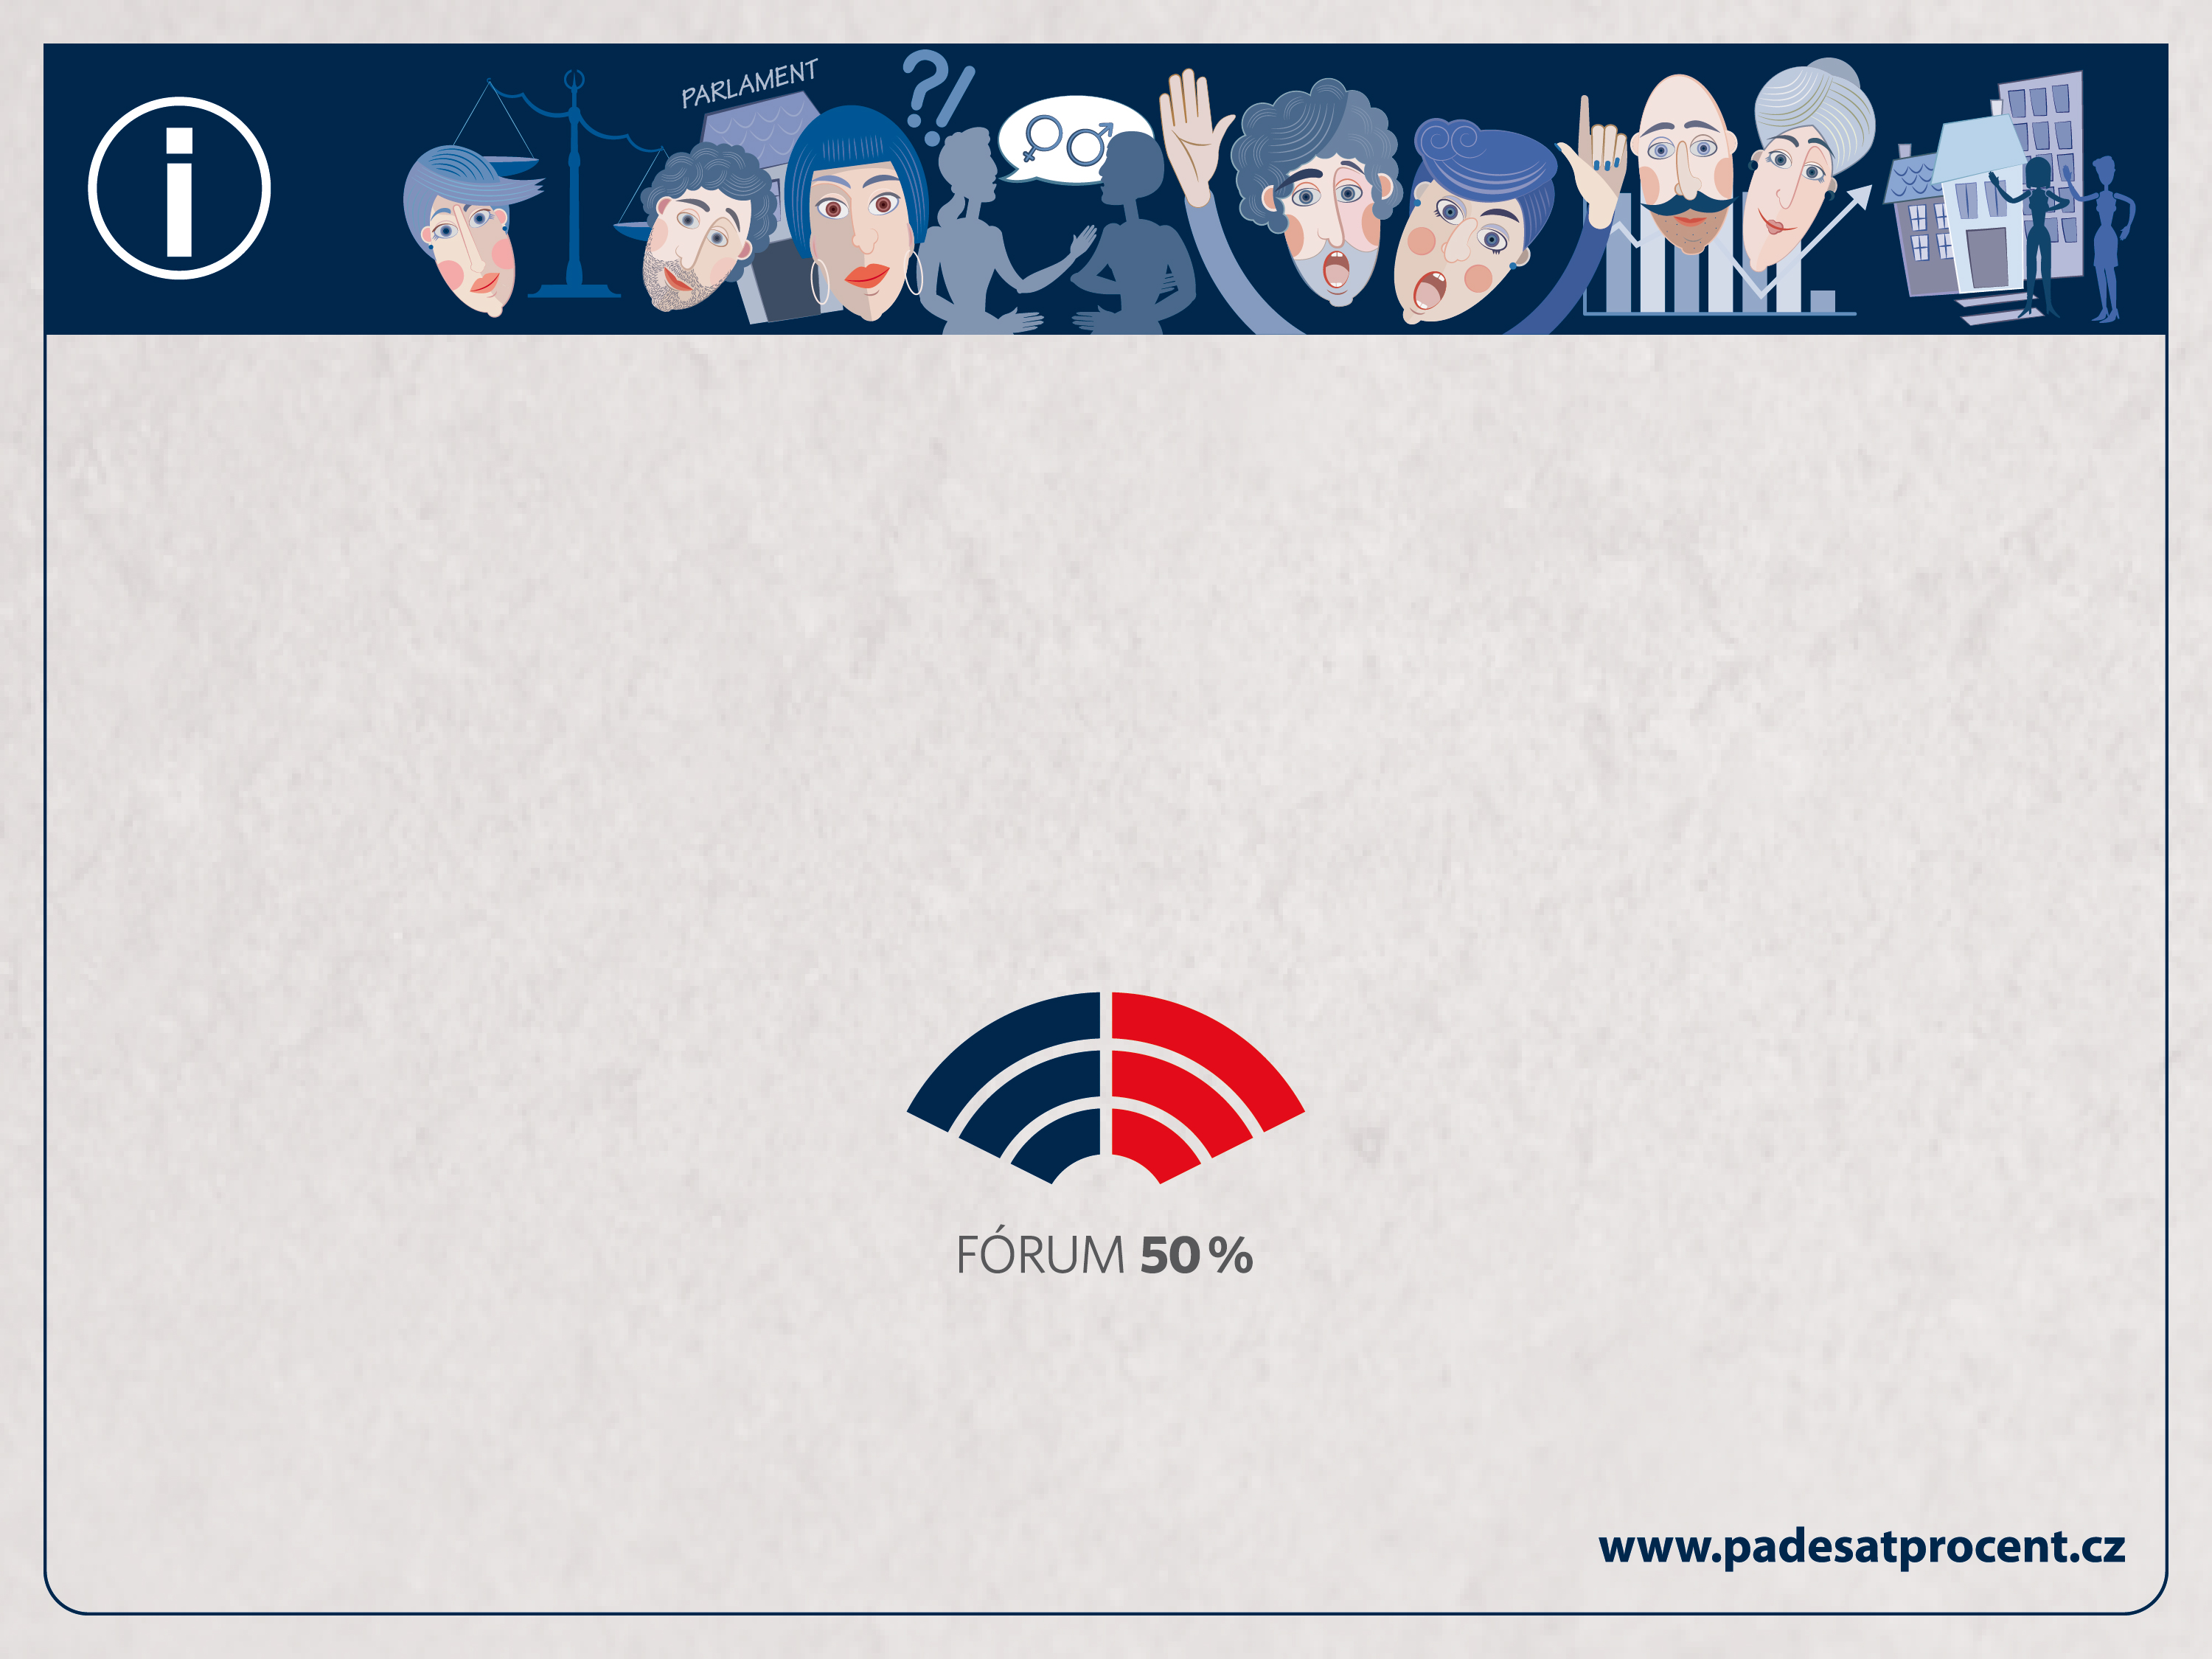 i
PARLAMENT
?!
FÓRUM 50 %
www.padesatprocent.cz